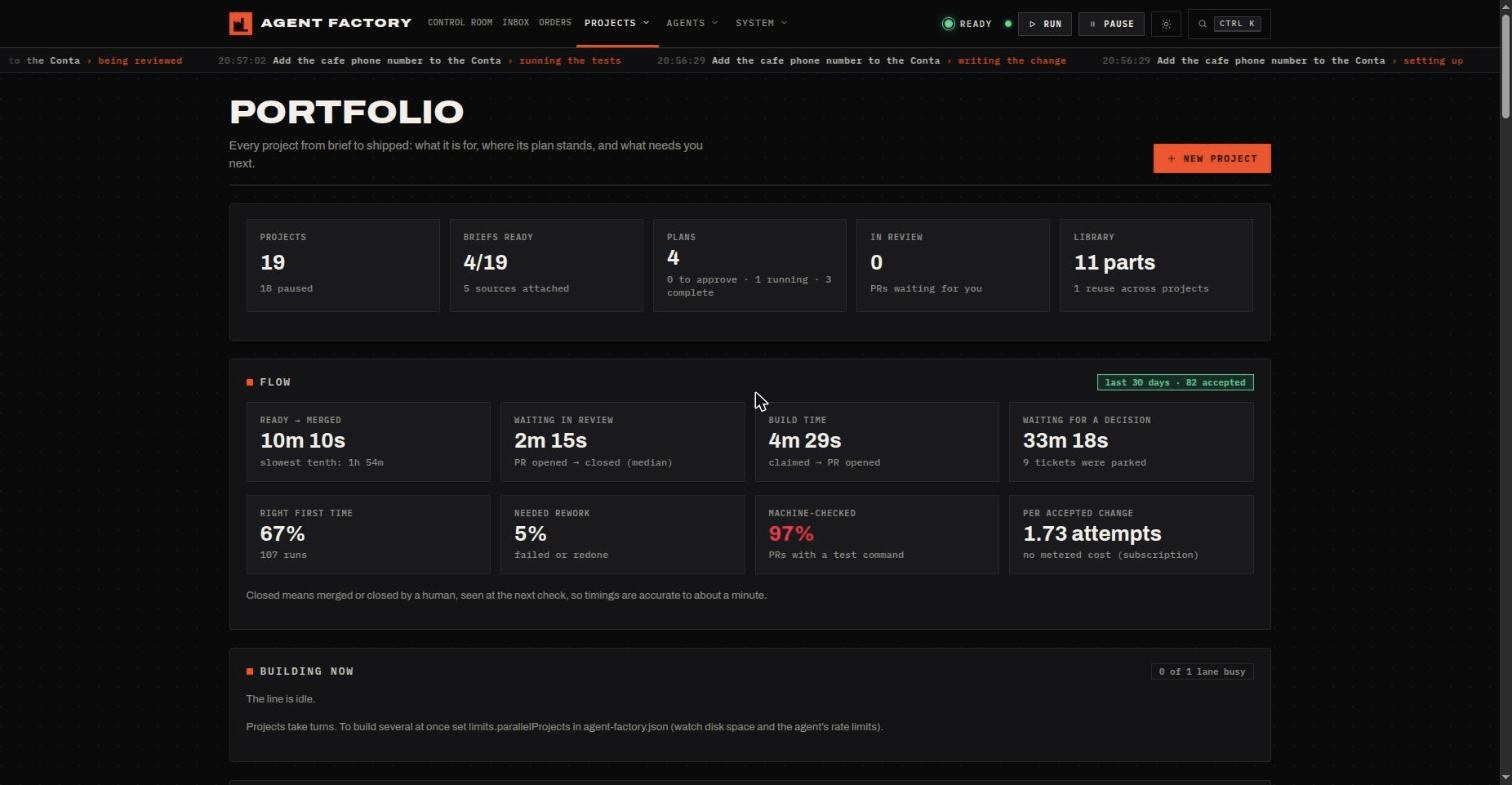 AGENT FACTORY CONTROL ROOM INBOX ORDERS PROJECTS AGENTS SYSTEM READY RUN PAUSE CTRL K
to the Conta › being reviewed 20:57:02 Add the cafe phone number to the Conta › running the tests 20:56:29 Add the cafe phone number to the Conta › writing the change 20:56:29 Add the cafe phone number to the Conta › setting up
PORTFOLIO
Every project from brief to shipped: what it is for, where its plan stands, and what needs you
next.
+ NEW PROJECT
PROJECTS
19
18 paused
BRIEFS READY
4/19
5 sources attached
PLANS
4
0 to approve · 1 running · 3
complete
IN REVIEW
0
PRs waiting for you
LIBRARY
11 parts
1 reuse across projects
FLOW
last 30 days · 82 accepted
READY → MERGED
10m 10s
slowest tenth: 1h 54m
WAITING IN REVIEW
2m 15s
PR opened → closed (median)
BUILD TIME
4m 29s
claimed → PR opened
WAITING FOR A DECISION
33m 18s
9 tickets were parked
RIGHT FIRST TIME
67%
107 runs
NEEDED REWORK
5%
failed or redone
MACHINE-CHECKED
97%
PRs with a test command
PER ACCEPTED CHANGE
1.73 attempts
no metered cost (subscription)
Closed means merged or closed by a human, seen at the next check, so timings are accurate to about a minute.
BUILDING NOW
0 of 1 lane busy
The line is idle.
Projects take turns. To build several at once set limits.parallelProjects in agent-factory.json (watch disk space and the agent's rate limits).